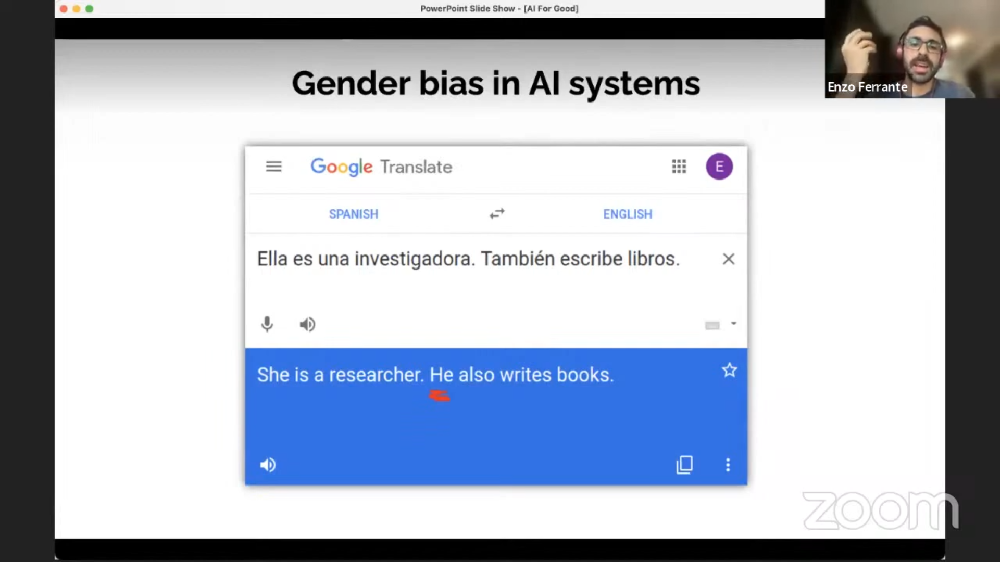 PowerPoint Slide Show - [AI For Good]
Enzo Ferrante
Gender bias in AI systems
Google Translate
E
SPANISH
ENGLISH
Ella es una investigadora. También escribe libros.
She is a researcher. He also writes books.
zoom